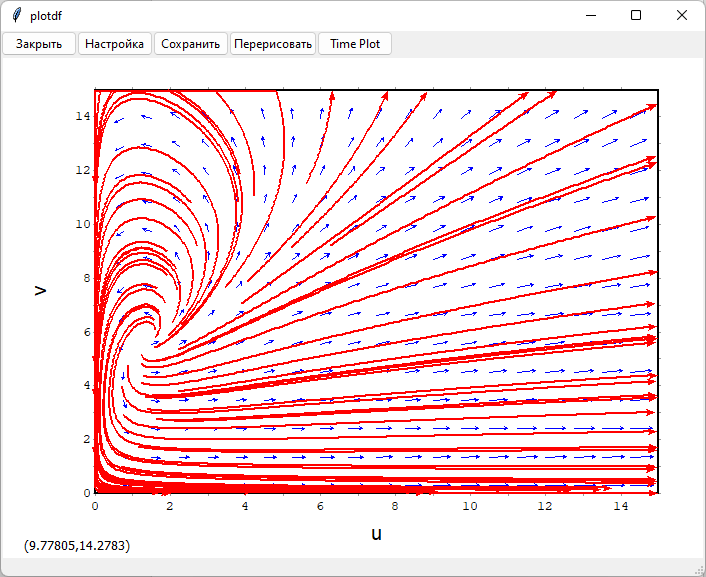 plotdf
Закрыть Настройка Сохранить Перерисовать Time Plot
14
12
10
8
6
4
2
0
v
0 2 4 6 8 10 12 14
u
(9.77805,14.2783)